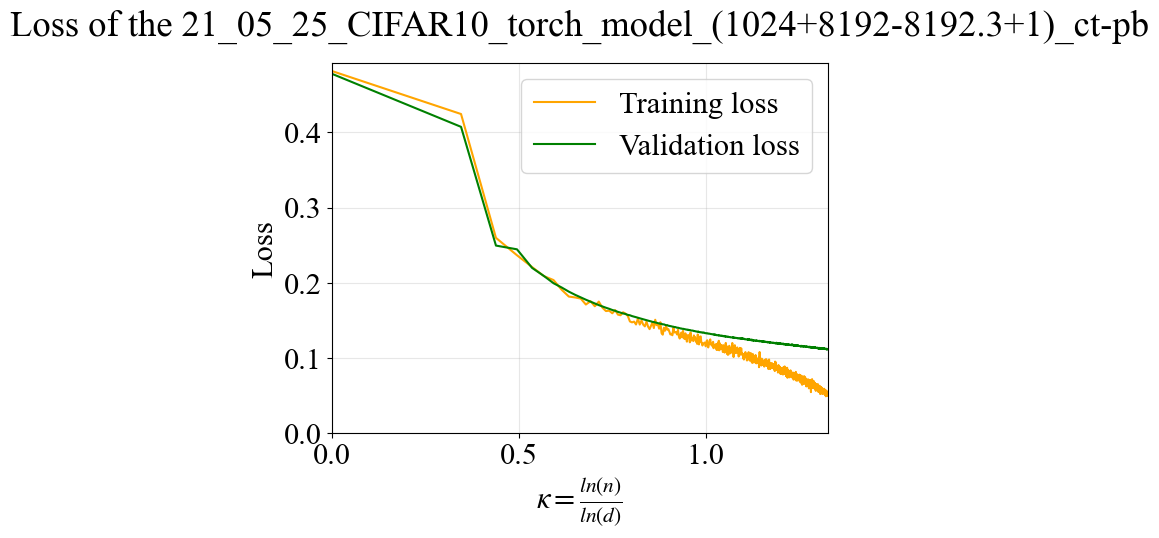 Loss of the 21_05_25_CIFAR10_torch_model_(1024+8192-8192.3+1)_ct-pb
Training loss
Validation loss
Loss
0.4
0.3
0.2
0.1
0.0
0.0 0.5 1.0
κ = ln(n) / ln(d)